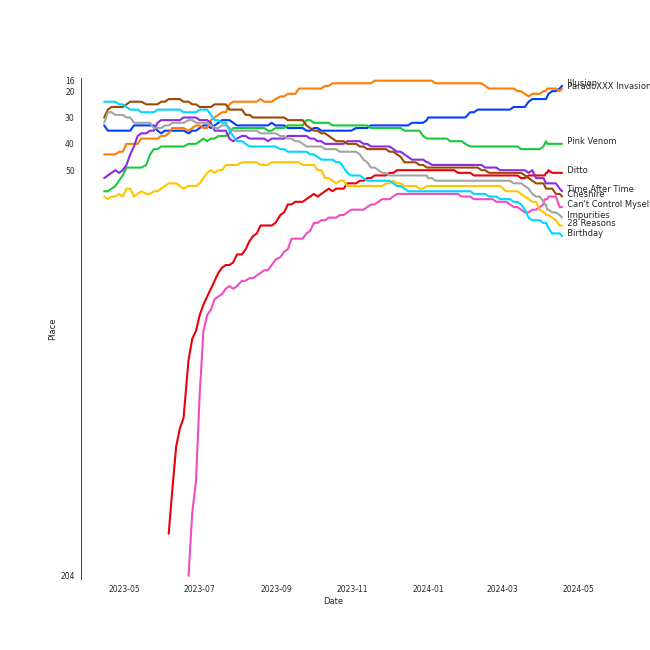 16
20
30
40
50
204
Place
Illusion
ParadoXXX Invasion
Pink Venom
Ditto
Time After Time
Cheshire
Can't Control Myself
Impurities
28 Reasons
Birthday
2023-05
2023-07
2023-09
2023-11
2024-01
2024-03
2024-05
Date